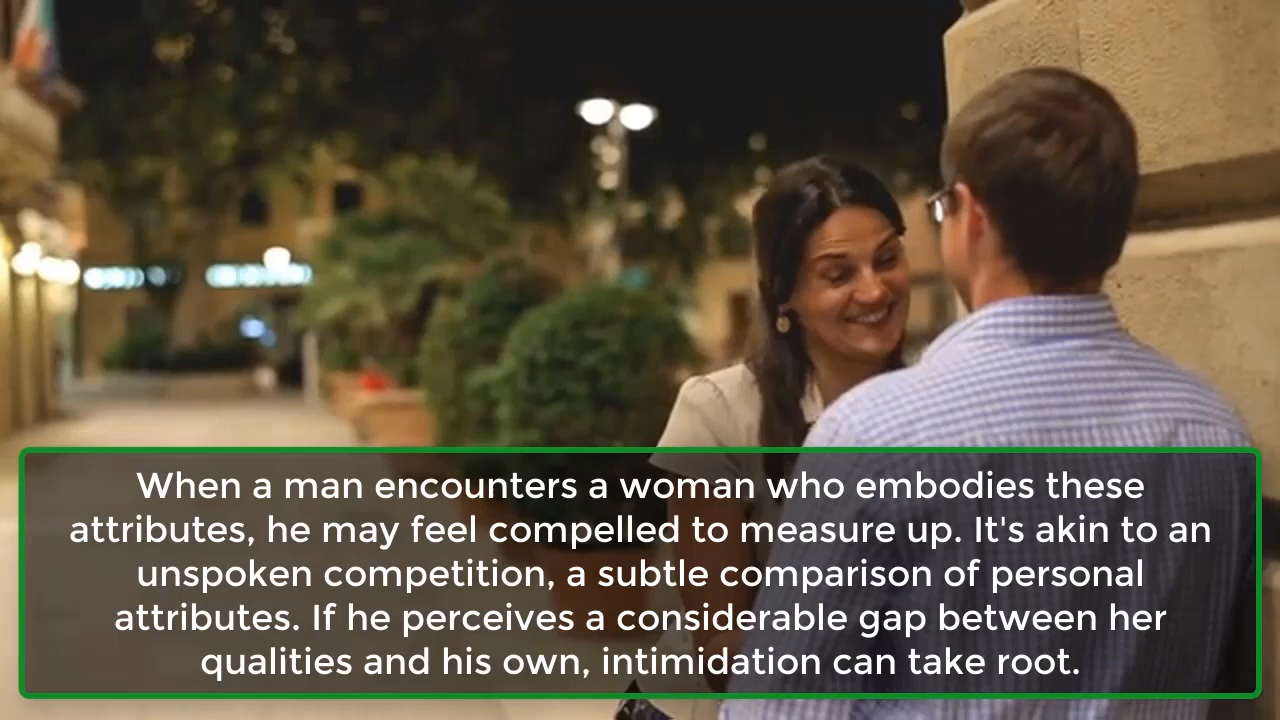 When a man encounters a woman who embodies these
attributes, he may feel compelled to measure up. It's akin to an
unspoken competition, a subtle comparison of personal
attributes. If he perceives a considerable gap between her
qualities and his own, intimidation can take root.